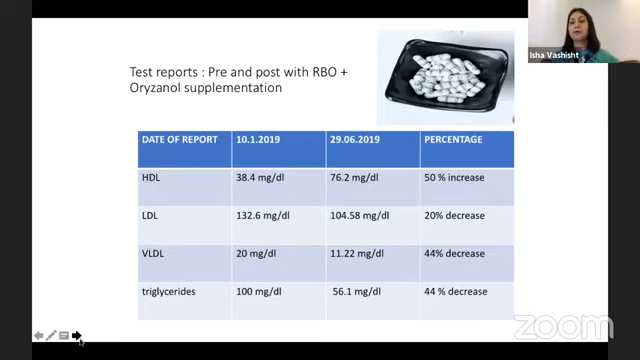 Isha Vashisht
Test reports : Pre and post with RBO +
Oryzanol supplementation
DATE OF REPORT 10.1.2019 29.06.2019 PERCENTAGE
HDL 38.4 mg/dl 76.2 mg/dl 50 % increase
LDL 132.6 mg/dl 104.58 mg/dl 20% decrease
VLDL 20 mg/dl 11.22 mg/dl 44% decrease
triglycerides 100 mg/dl 56.1 mg/dl 44 % decrease
zoom